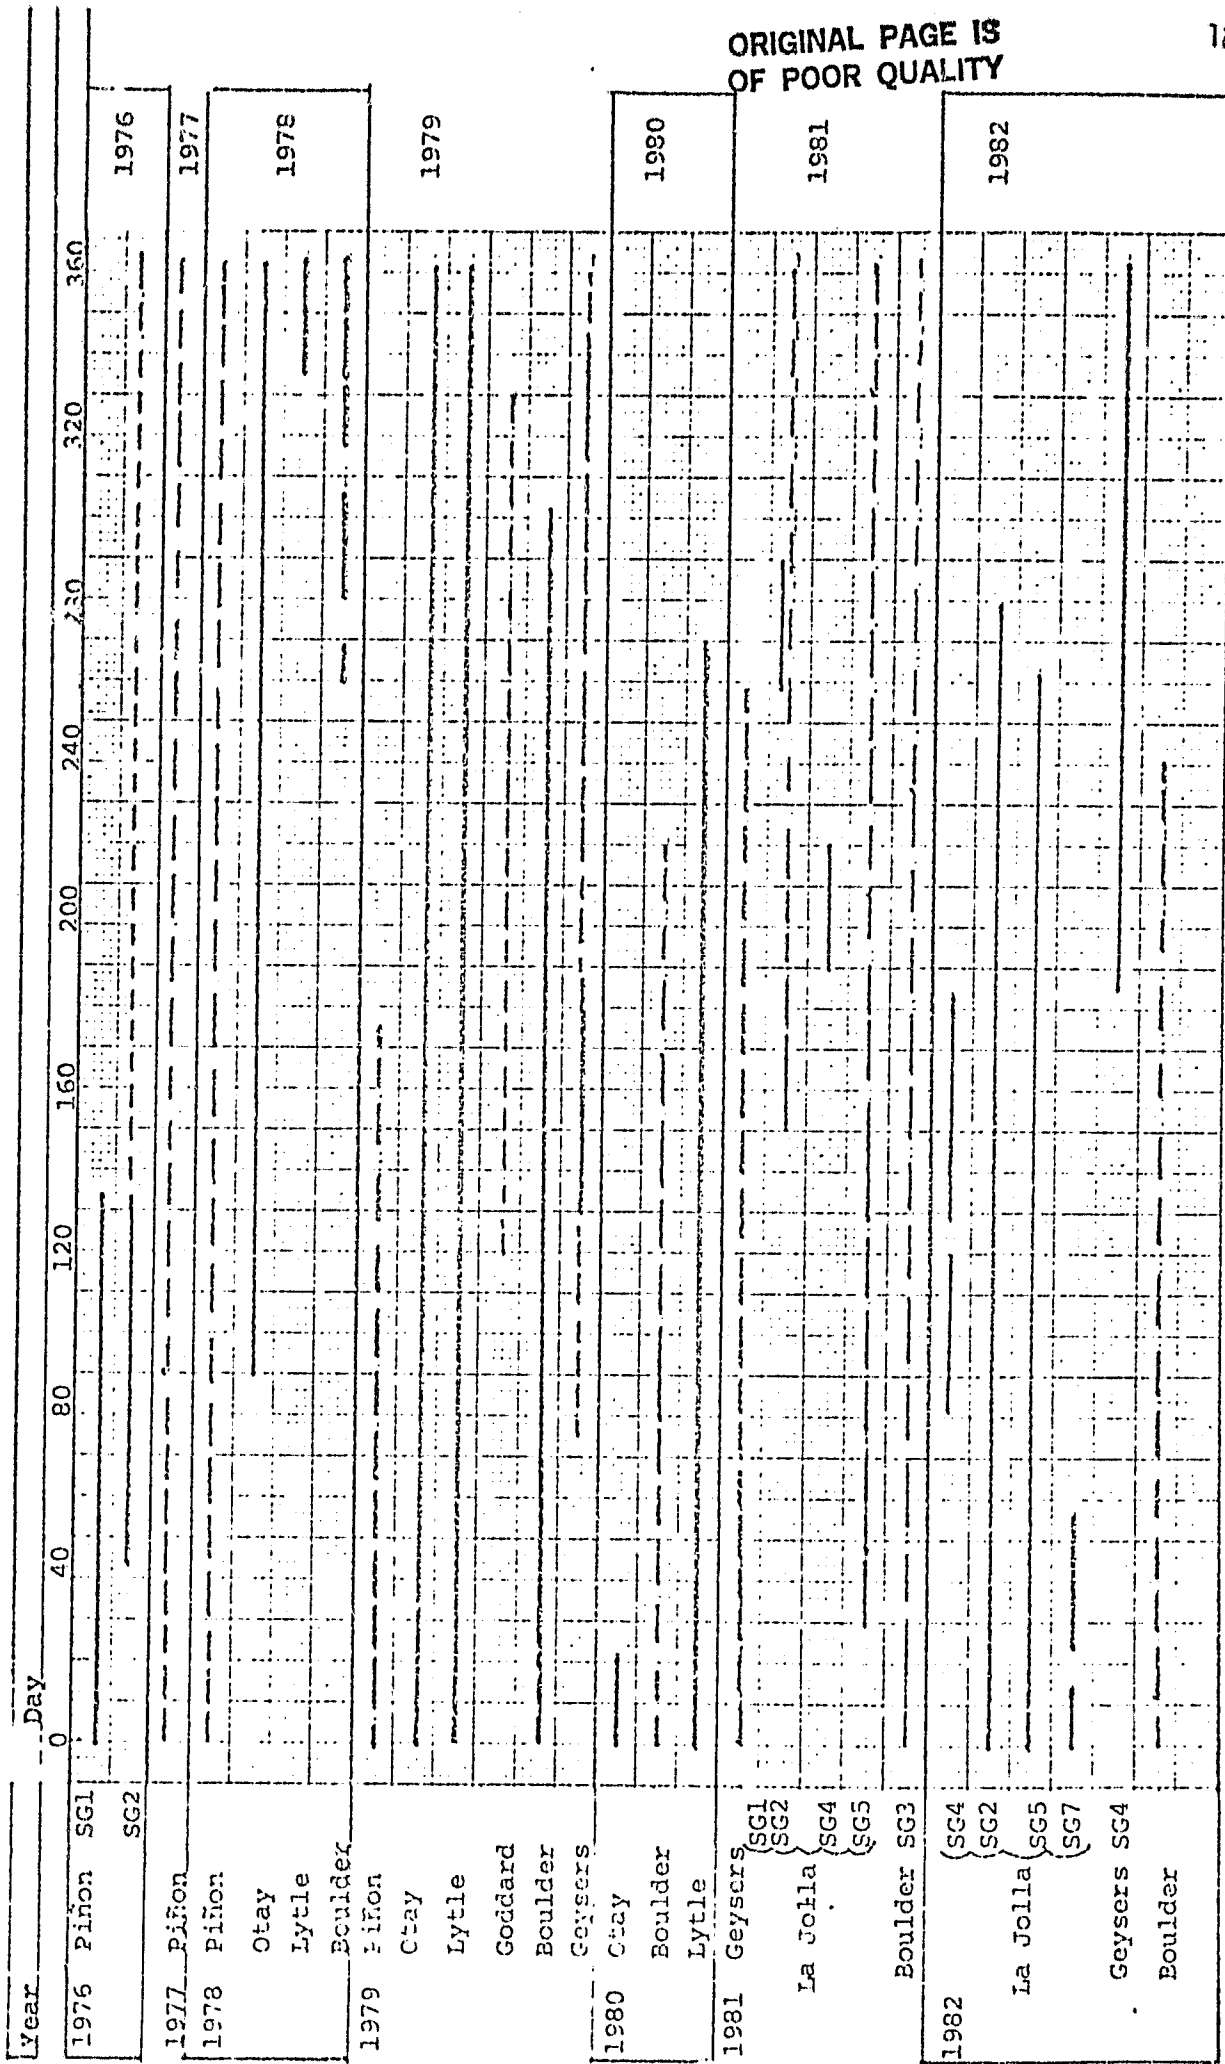 ORIGINAL PAGE IS
OF POOR QUALITY
Year
Day
0 40 80 120 160 200 240 230 320 360
1976 Piñon SG1
SG2
1976
1977 Piñon
1977
1978 Piñon
Otay
Lytle
Boulder
1978
1979 Piñon
Otay
Lytle
Goddard
Boulder
Geysers
1979
1980 Otay
Boulder
Lytle
1980
1981 Geysers
La Jolla
SG1
SG2
SG4
SG5
Boulder SG3
1981
1982
La Jolla
SG4
SG2
SG5
SG7
Geysers SG4
Boulder
1982